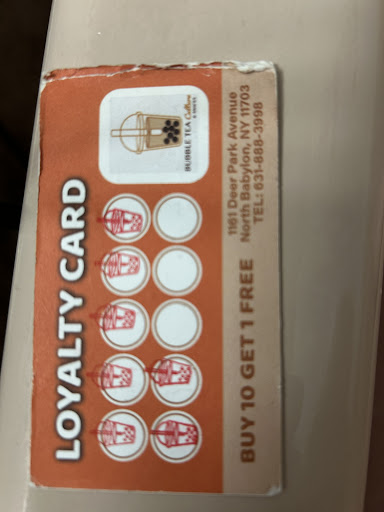 LOYALTY CARD
BUBBLE TEA Culture
BUY 10 GET 1 FREE
1161 Deer Park Avenue
North Babylon, NY 11703
TEL: 631-888-3998